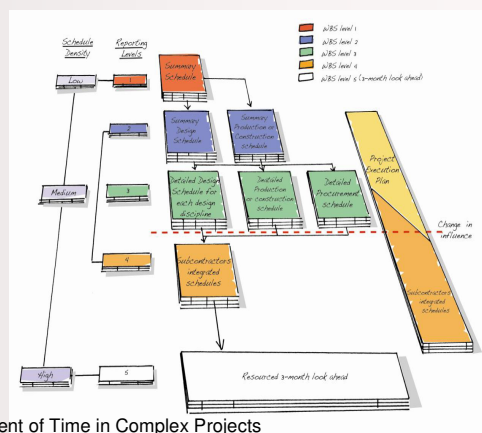 Schedule
Density
Reporting
Levels
WBS level 1
WBS level 2
WBS level 3
WBS level 4
WBS level 5 (3-month look ahead)
Low
1
Summary
Schedule
2
Summary
Design
Schedule
Summary
Production or
Construction
schedule
Medium
3
Detailed Design
Schedule for
each design
discipline
Detailed
Production
or construction
schedule
Detailed
Procurement
schedule
Project
Execution
Plan
Change in
influence
4
Subcontractors
integrated
schedules
Subcontractors
integrated
schedules
High
5
Resourced 3-month look ahead
ent of Time in Complex Projects